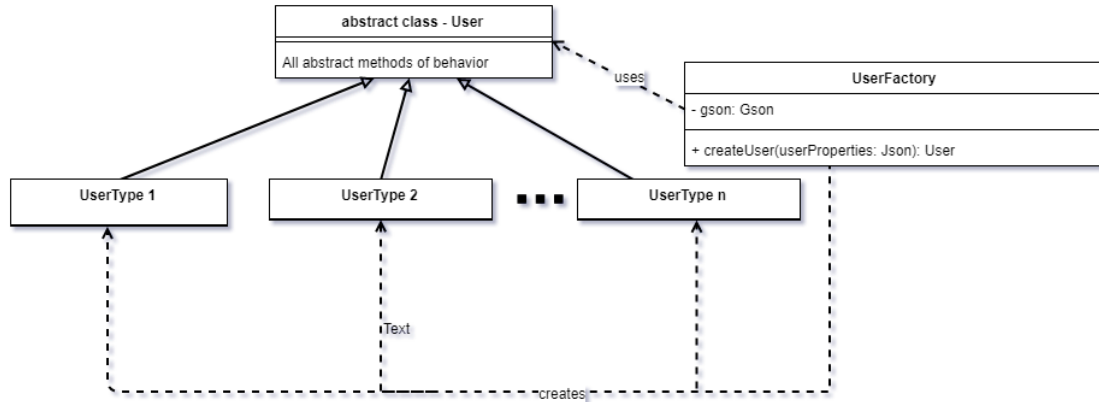 abstract class - User
All abstract methods of behavior
uses
UserFactory
- gson: Gson
+ createUser(userProperties: Json): User
UserType 1
UserType 2
UserType n
Text
creates